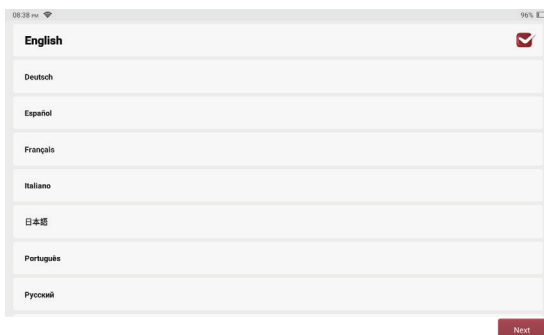 08:38 PM 96%
English
Deutsch
Español
Français
Italiano
日本語
Português
Русский
Next